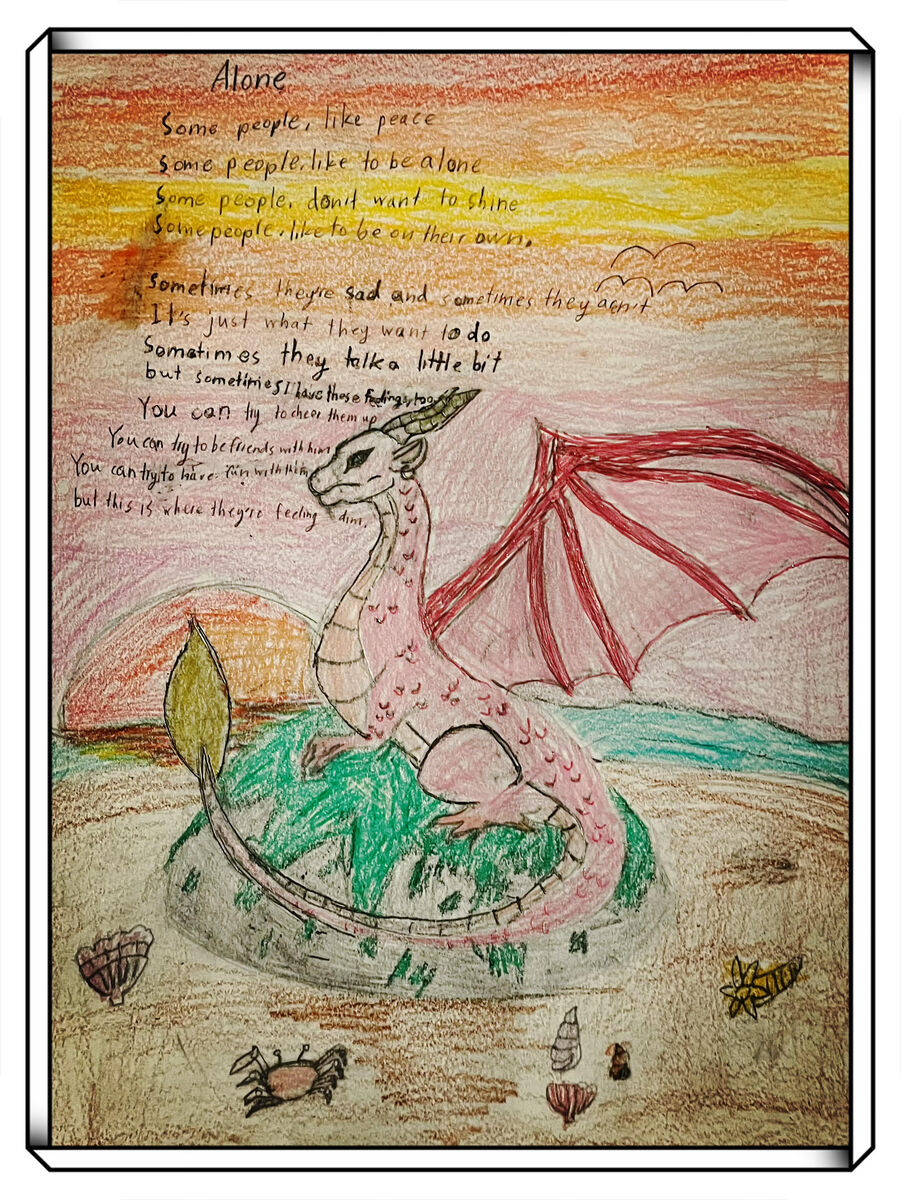 Alone
Some people, like peace
Some people, like to be alone
Some people, don't want to shine
Some people, like to be on their own.
Sometimes they're sad and sometimes they aren't
It's just what they want to do
Sometimes they talk a little bit
but sometimes I have these feelings, too
You can try to cheer them up
You can try to be friends with him
You can try to have fun with him
but this is where they're feeling dim.